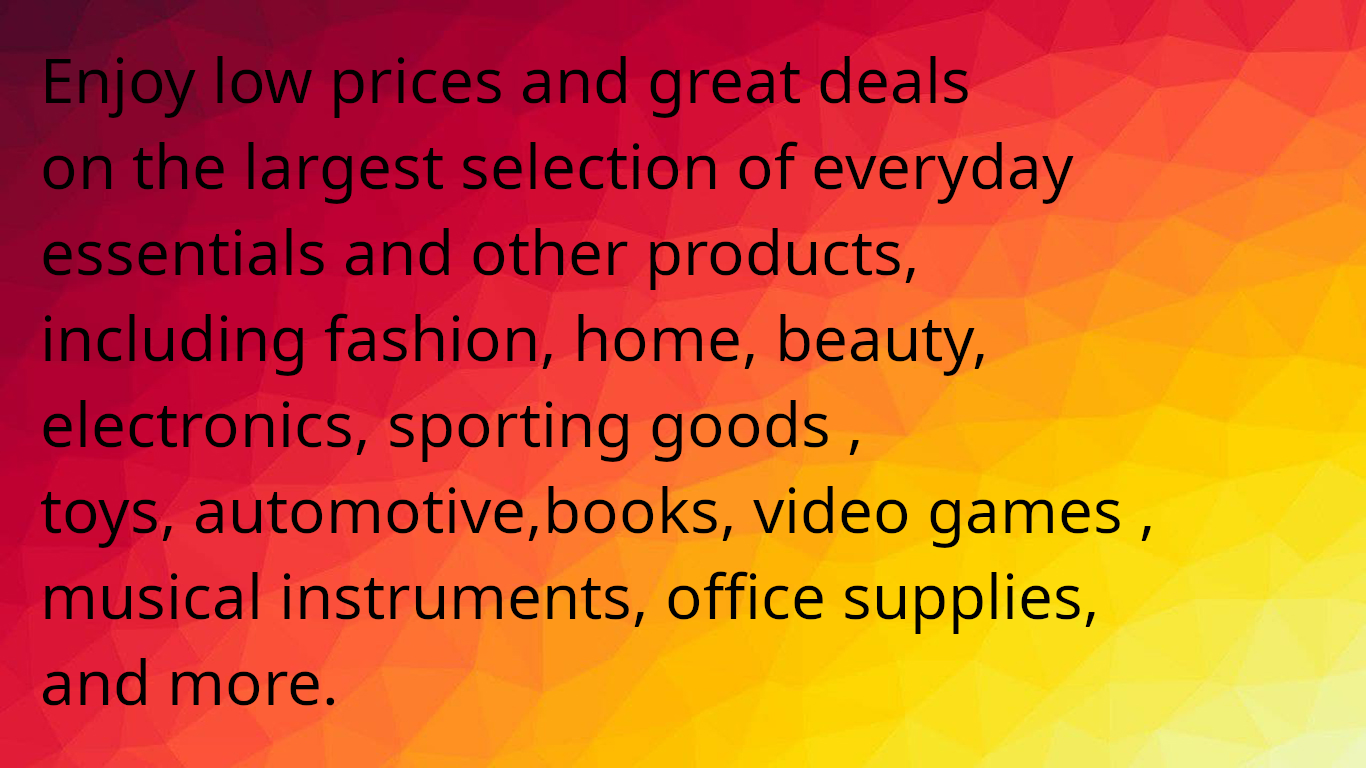 Enjoy low prices and great deals
on the largest selection of everyday
essentials and other products,
including fashion, home, beauty,
electronics, sporting goods ,
toys, automotive,books, video games ,
musical instruments, office supplies,
and more.